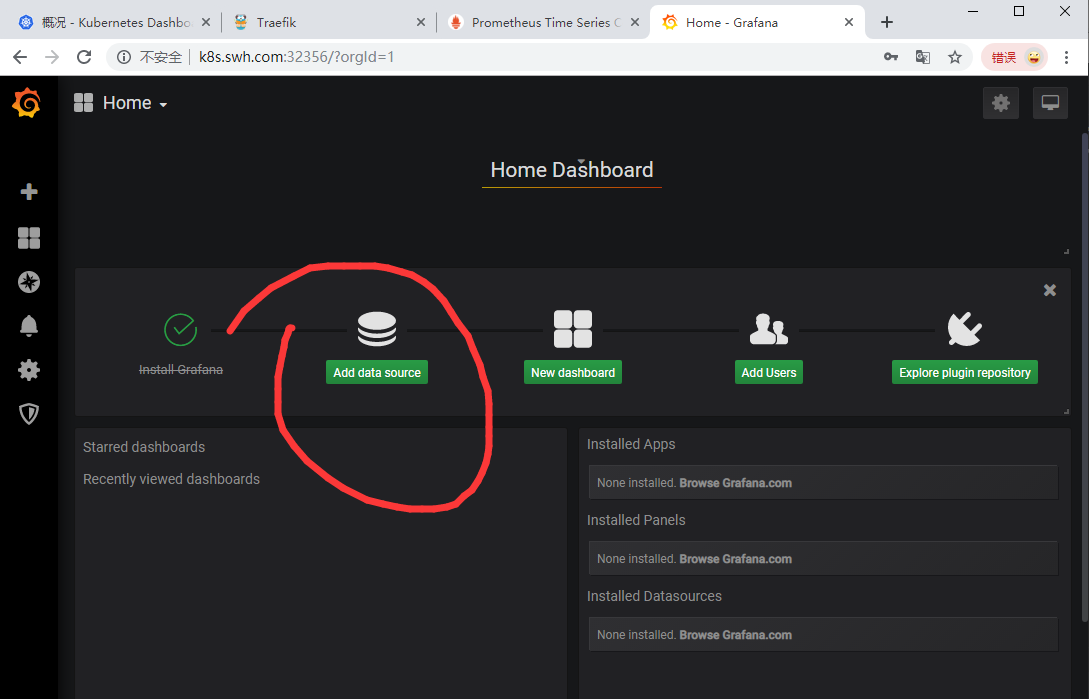 概况 - Kubernetes Dashbo
Traefik
Prometheus Time Series C
Home - Grafana
不安全
k8s.swh.com:32356/?orgId=1
错误
Home
Home Dashboard
Install Grafana
Add data source
New dashboard
Add Users
Explore plugin repository
Starred dashboards
Recently viewed dashboards
Installed Apps
None installed. Browse Grafana.com
Installed Panels
None installed. Browse Grafana.com
Installed Datasources
None installed. Browse Grafana.com